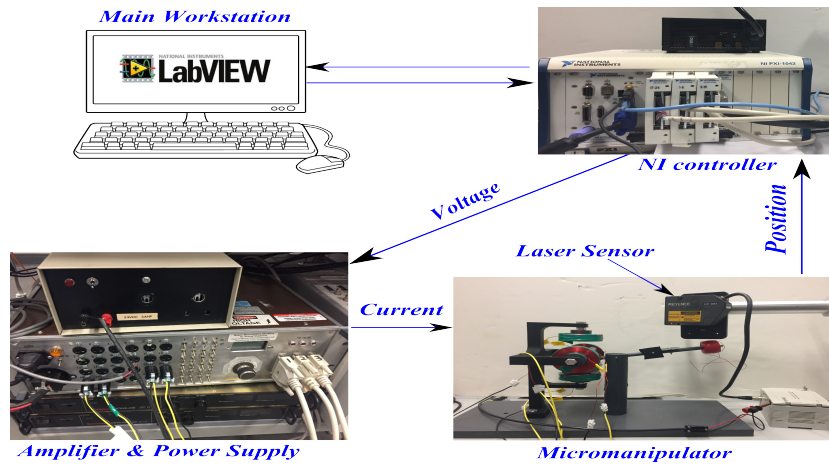 Main Workstation
NATIONAL INSTRUMENTS
LabVIEW
NATIONAL INSTRUMENTS
NI PXI-1042
NI controller
Voltage
Position
Laser Sensor
KEYENCE
Current
Amplifier & Power Supply
Micromanipulator